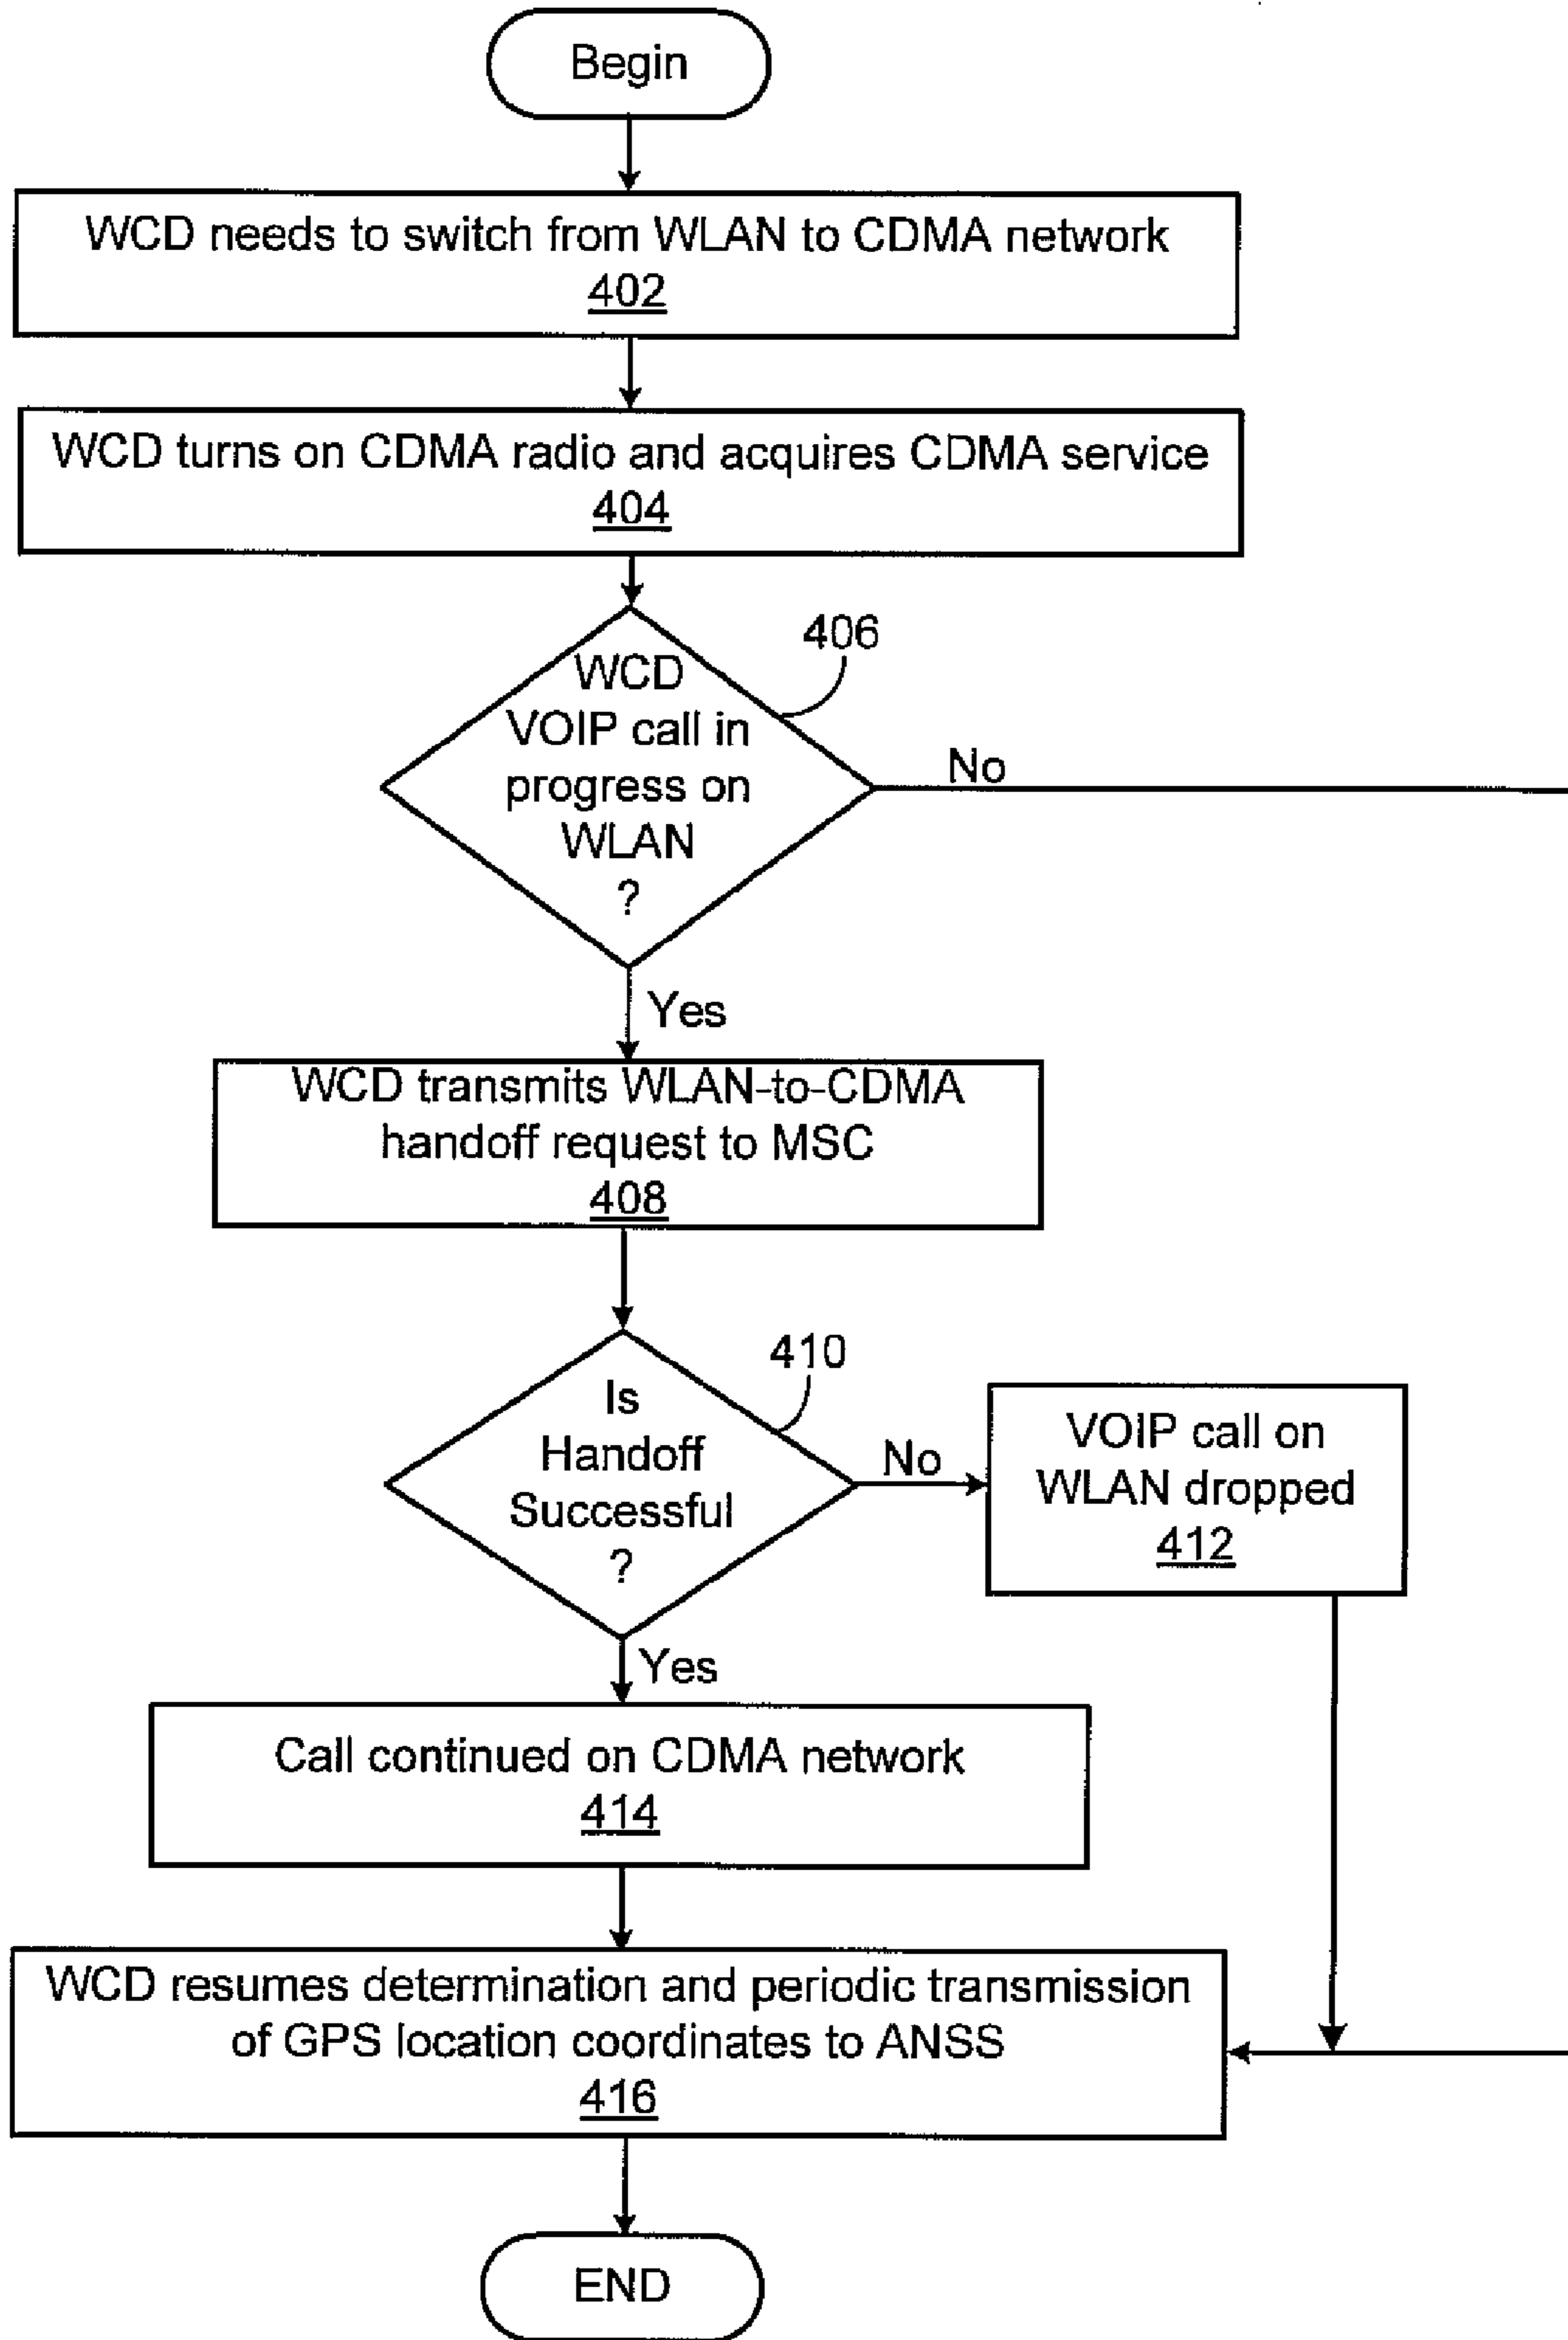 Begin
WCD needs to switch from WLAN to CDMA network
402
WCD turns on CDMA radio and acquires CDMA service
404
406
WCD
VOIP call in
progress on
WLAN
?
No
Yes
WCD transmits WLAN-to-CDMA
handoff request to MSC
408
410
Is
Handoff
Successful
?
No
VOIP call on
WLAN dropped
412
Yes
Call continued on CDMA network
414
WCD resumes determination and periodic transmission
of GPS location coordinates to ANSS
416
END